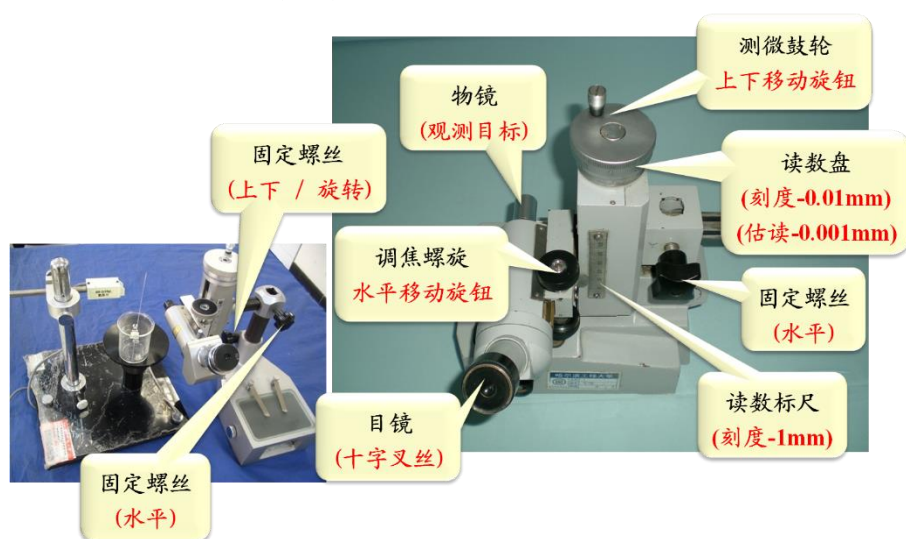 测微鼓轮
上下移动旋钮
物镜
(观测目标)
固定螺丝
(上下 / 旋转)
读数盘
(刻度-0.01mm)
(估读-0.001mm)
调焦螺旋
水平移动旋钮
固定螺丝
(水平)
目镜
(十字叉丝)
读数标尺
(刻度-1mm)
固定螺丝
(水平)